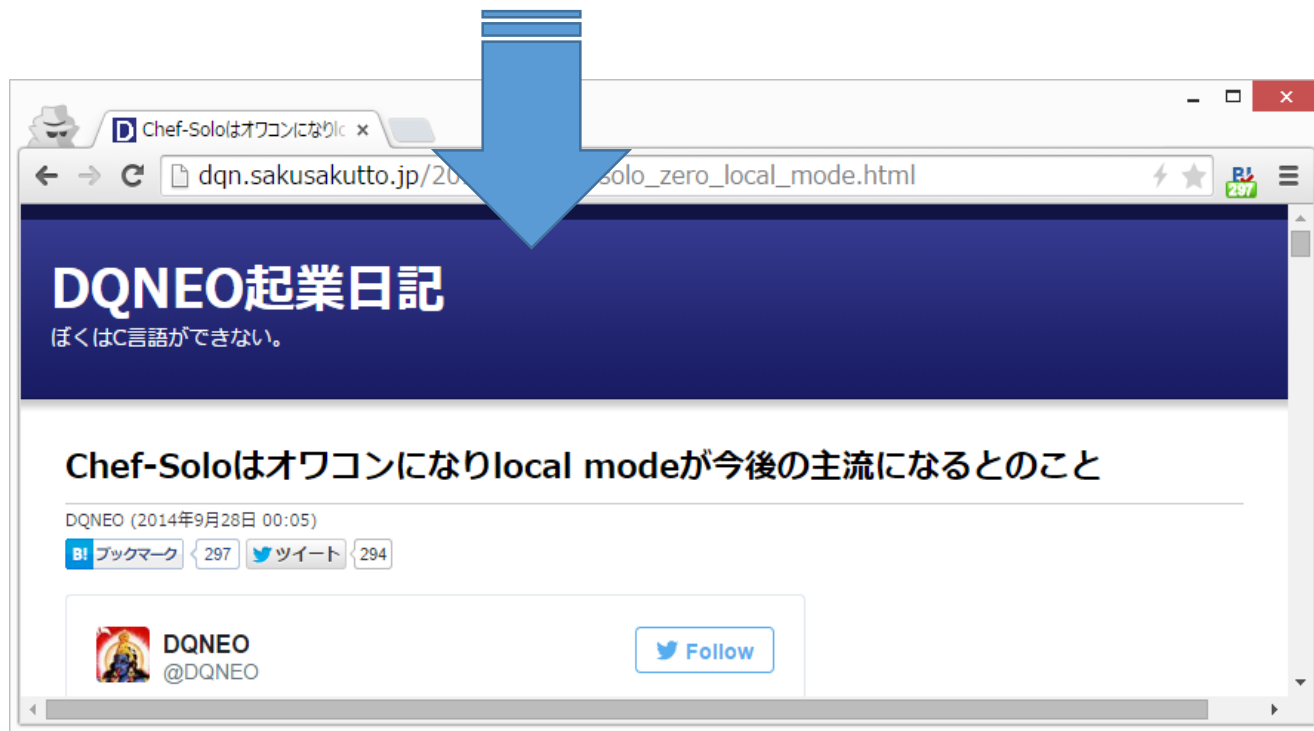 Chef-Soloはオワコンになりlc
dqn.sakusakutto.jp/20 solo_zero_local_mode.html
B!
297
DQNEO起業日記
ぼくはC言語ができない。
Chef-Soloはオワコンになりlocal modeが今後の主流になるとのこと
DQNEO (2014年9月28日 00:05)
B! ブックマーク 297 ツイート 294
DQNEO
Follow
@DQNEO